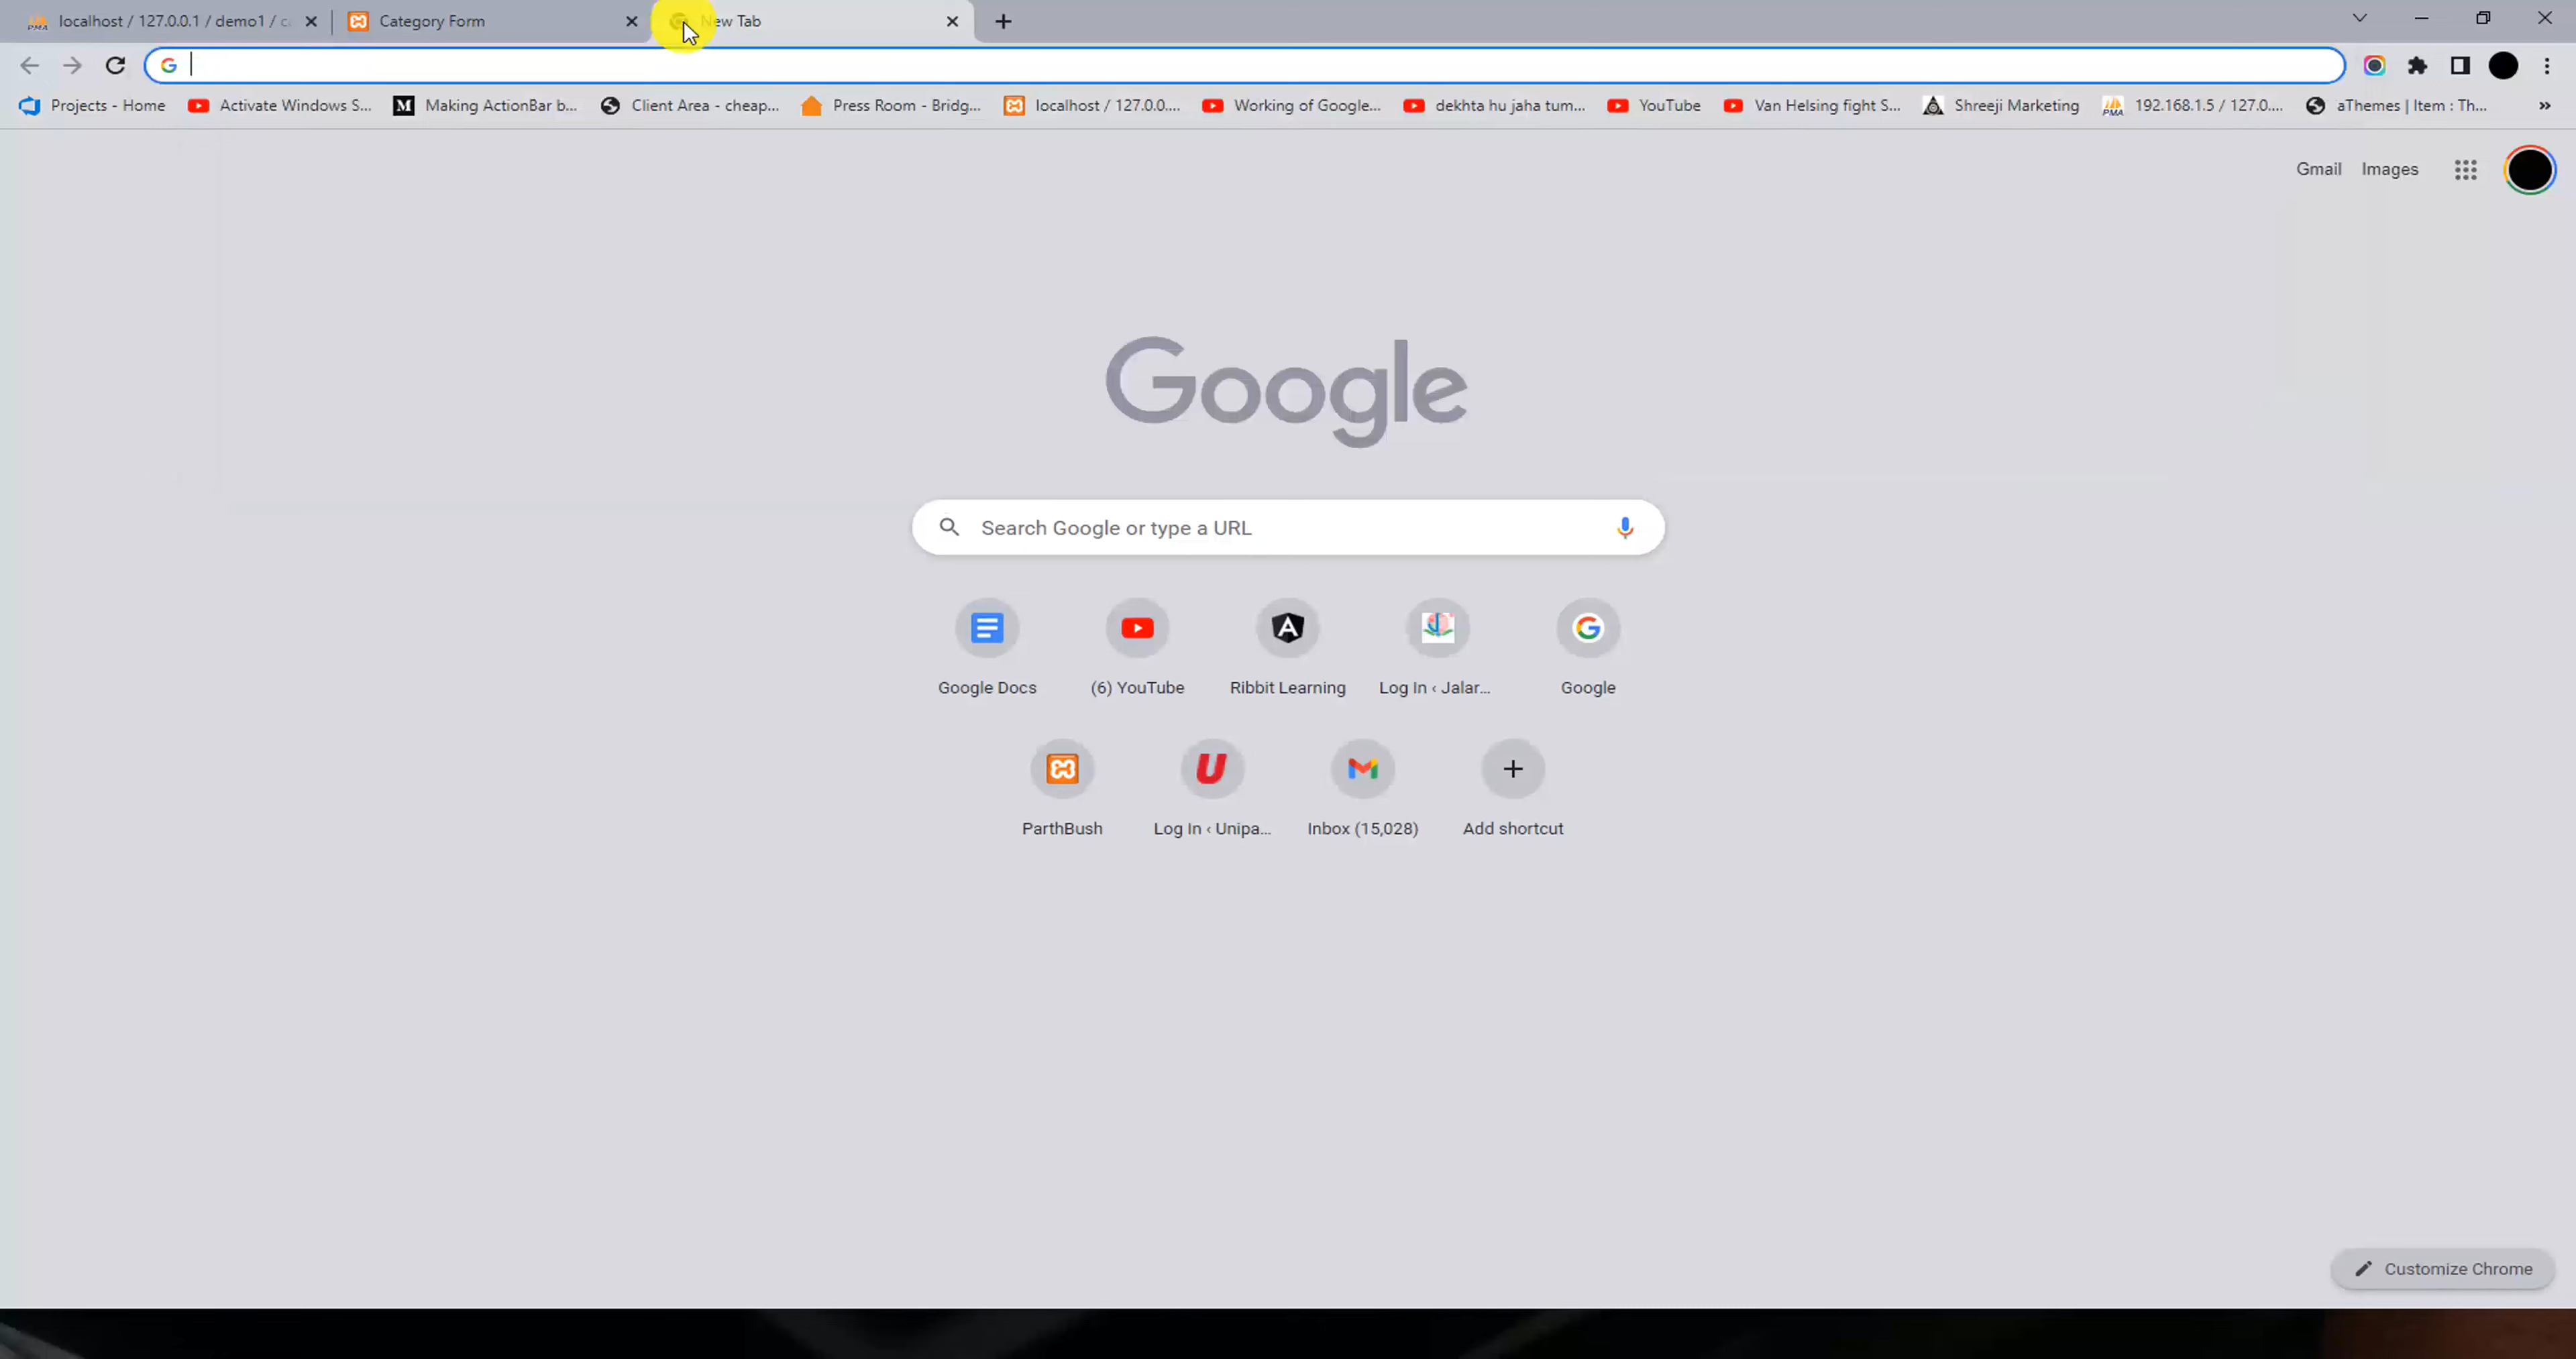 localhost / 127.0.0.1 / demo1 / c
Category Form
New Tab
Projects - Home
Activate Windows S...
Making ActionBar b...
Client Area - cheap...
Press Room - Bridg...
localhost / 127.0.0....
Working of Google...
dekhta hu jaha tum...
YouTube
Van Helsing fight S...
Shreeji Marketing
192.168.1.5 / 127.0....
aThemes | Item : Th...
»
Gmail
Images
Google
Search Google or type a URL
Google Docs
(6) YouTube
Ribbit Learning
Log In ‹ Jalar...
Google
ParthBush
Log In ‹ Unipa...
Inbox (15,028)
Add shortcut
Customize Chrome